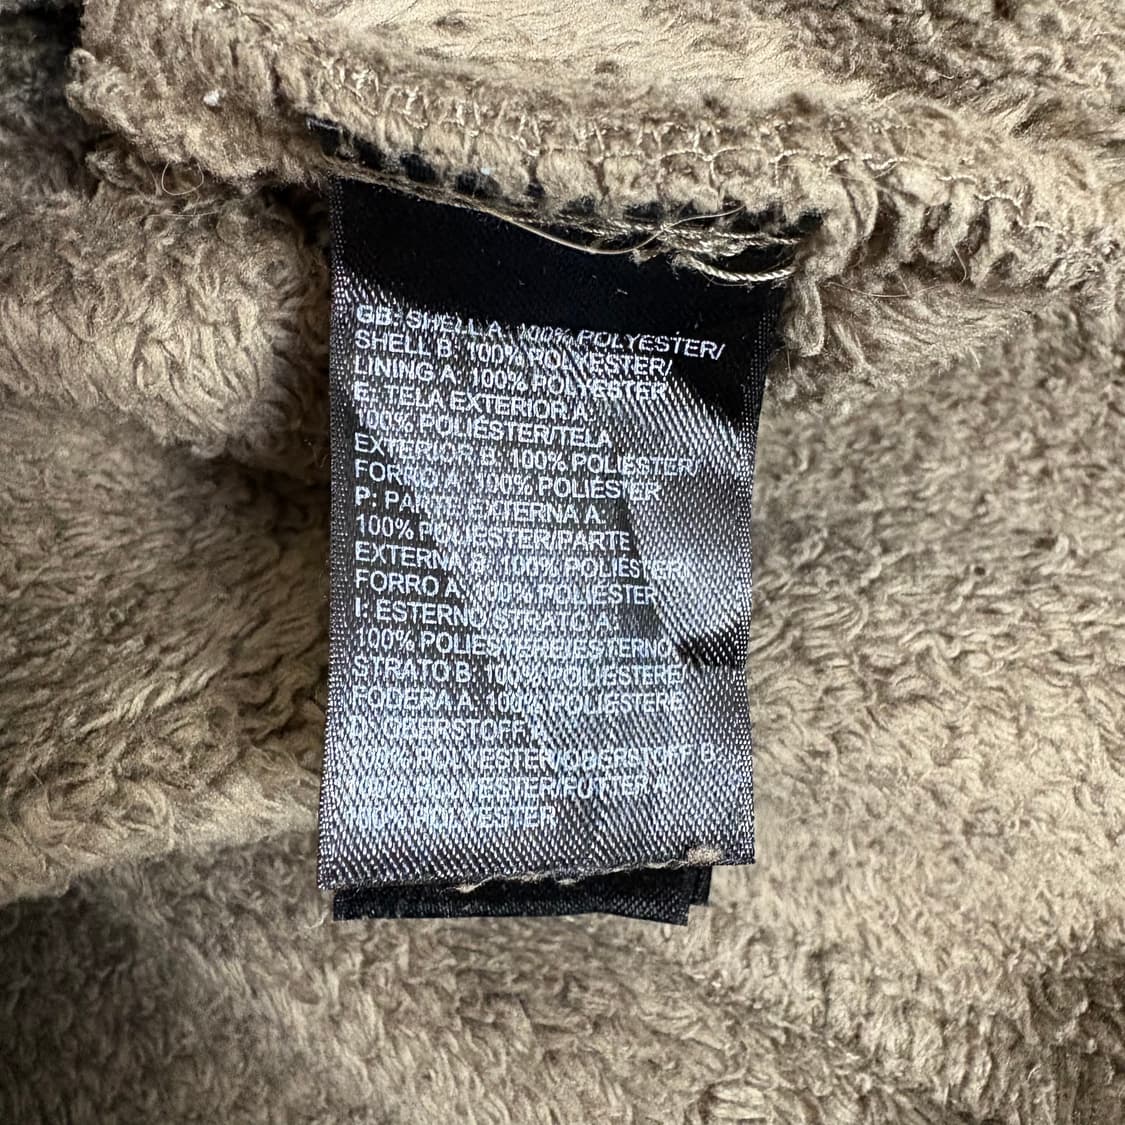 GB: SHELL A: 100% POLYESTER/
SHELL B: 100% POLYESTER/
LINING A: 100% POLYESTER
E: TELA EXTERIOR A:
100% POLIÉSTER/TELA
EXTERIOR B: 100% POLIÉSTER/
FORRO A: 100% POLIÉSTER
P: PARTE EXTERNA A:
100% POLIÉSTER/PARTE
EXTERNA B: 100% POLIÉSTER/
FORRO A: 100% POLIÉSTER
I: ESTERNO/STRATO A:
100% POLIESTERE/ESTERNO/
STRATO B: 100% POLIESTERE/
FODERA A: 100% POLIESTERE
D: OBERSTOFF A:
100% POLYESTER/OBERSTOFF B:
100% POLYESTER/FUTTER A:
100% POLYESTER